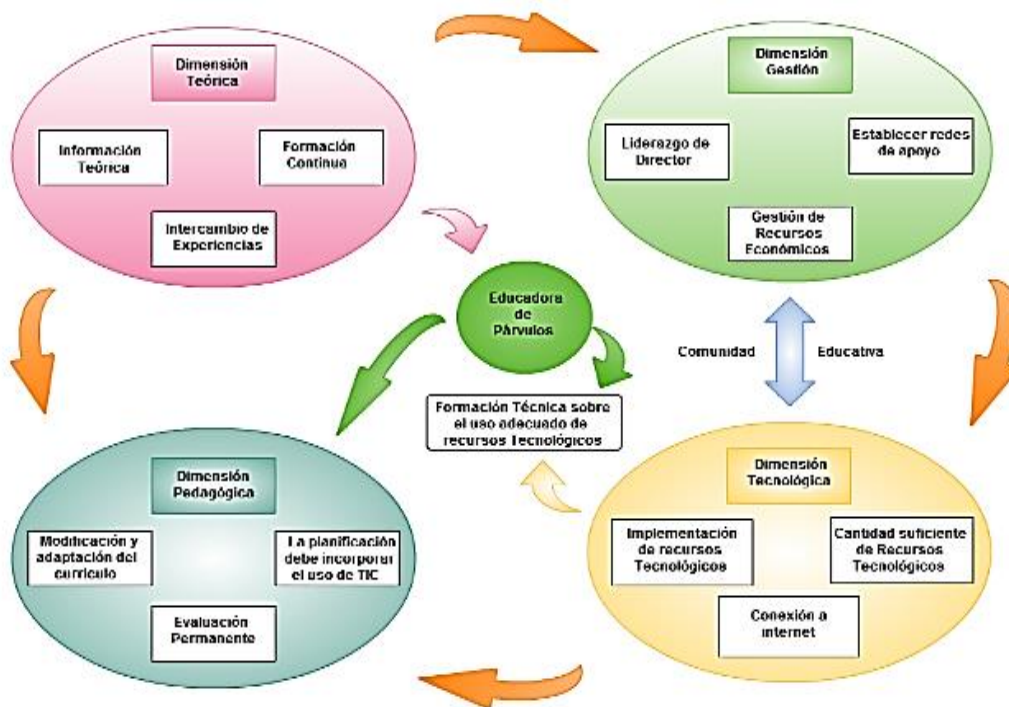 Dimensión
Teórica
Información
Teórica
Formación
Continua
Intercambio de
Experiencias
Dimensión
Gestión
Liderazgo de
Director
Establecer redes
de apoyo
Gestión de
Recursos
Económicos
Educadora
de
Párvulos
Comunidad
Educativa
Formación Técnica sobre
el uso adecuado de
recursos Tecnológicos
Dimensión
Pedagógica
Modificación y
adaptación del
currículo
La planificación
debe incorporar
el uso de TIC
Evaluación
Permanente
Dimensión
Tecnológica
Implementación
de recursos
Tecnológicos
Cantidad suficiente
de Recursos
Tecnológicos
Conexión a
internet